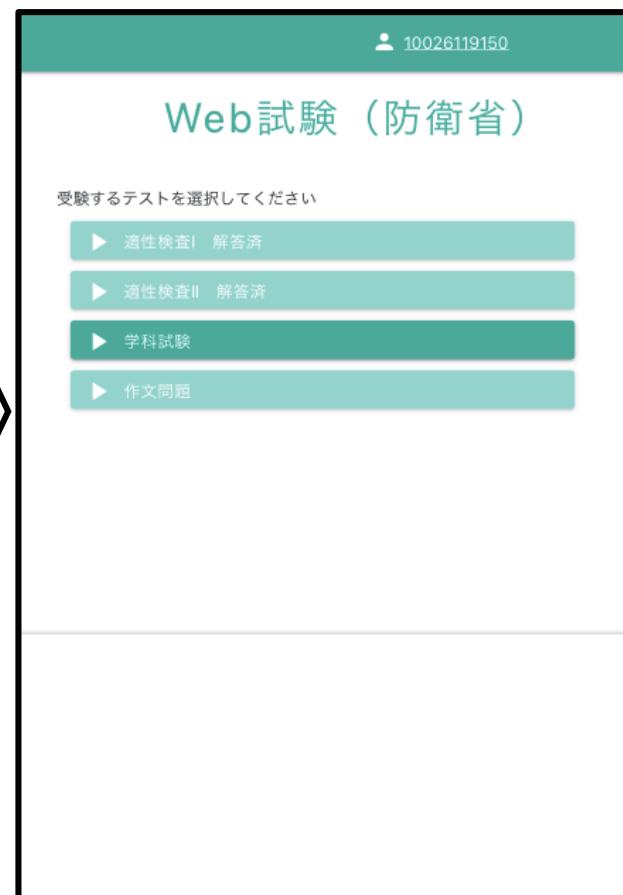 10026119150
Web試験（防衛省）
受験するテストを選択してください
適性検査I　解答済
適性検査II　解答済
学科試験
作文問題